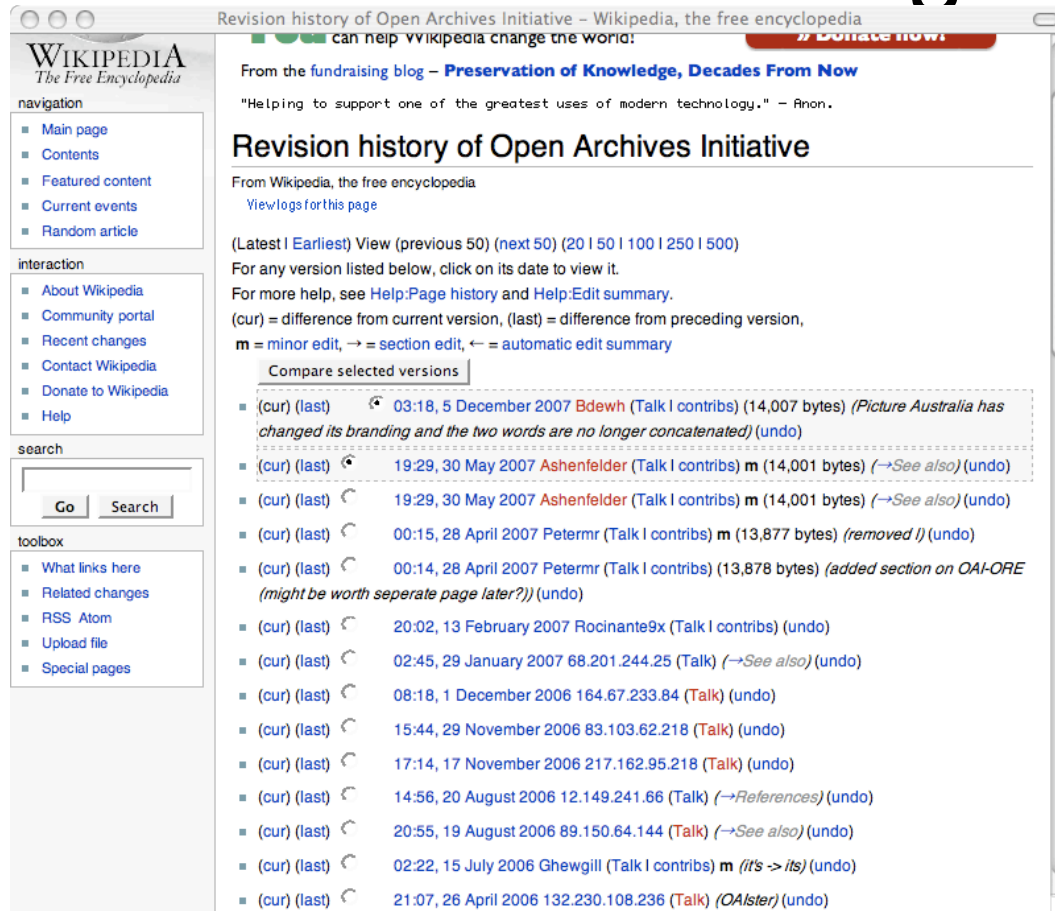 Revision history of Open Archives Initiative – Wikipedia, the free encyclopedia
You can help Wikipedia change the world!
» Donate now!
WIKIPEDIA
The Free Encyclopedia
From the fundraising blog – Preservation of Knowledge, Decades From Now
"Helping to support one of the greatest uses of modern technology." – Anon.
navigation
Main page
Contents
Featured content
Current events
Random article
interaction
About Wikipedia
Community portal
Recent changes
Contact Wikipedia
Donate to Wikipedia
Help
search
Go Search
toolbox
What links here
Related changes
RSS Atom
Upload file
Special pages
Revision history of Open Archives Initiative
From Wikipedia, the free encyclopedia
View logs for this page
(Latest | Earliest) View (previous 50) (next 50) (20 | 50 | 100 | 250 | 500)
For any version listed below, click on its date to view it.
For more help, see Help:Page history and Help:Edit summary.
(cur) = difference from current version, (last) = difference from preceding version,
m = minor edit, → = section edit, ← = automatic edit summary
Compare selected versions
(cur) (last) 03:18, 5 December 2007 Bdewh (Talk | contribs) (14,007 bytes) (Picture Australia has
changed its branding and the two words are no longer concatenated) (undo)
(cur) (last) 19:29, 30 May 2007 Ashenfelder (Talk | contribs) m (14,001 bytes) (→See also) (undo)
(cur) (last) 19:29, 30 May 2007 Ashenfelder (Talk | contribs) m (14,001 bytes) (→See also) (undo)
(cur) (last) 00:15, 28 April 2007 Petermr (Talk | contribs) m (13,877 bytes) (removed I) (undo)
(cur) (last) 00:14, 28 April 2007 Petermr (Talk | contribs) (13,878 bytes) (added section on OAI-ORE
(might be worth seperate page later?)) (undo)
(cur) (last) 20:02, 13 February 2007 Rocinante9x (Talk | contribs) (undo)
(cur) (last) 02:45, 29 January 2007 68.201.244.25 (Talk) (→See also) (undo)
(cur) (last) 08:18, 1 December 2006 164.67.233.84 (Talk) (undo)
(cur) (last) 15:44, 29 November 2006 83.103.62.218 (Talk) (undo)
(cur) (last) 17:14, 17 November 2006 217.162.95.218 (Talk) (undo)
(cur) (last) 14:56, 20 August 2006 12.149.241.66 (Talk) (→References) (undo)
(cur) (last) 20:55, 19 August 2006 89.150.64.144 (Talk) (→See also) (undo)
(cur) (last) 02:22, 15 July 2006 Ghewgill (Talk | contribs) m (it's -> its) (undo)
(cur) (last) 21:07, 26 April 2006 132.230.108.236 (Talk) (OAIster) (undo)